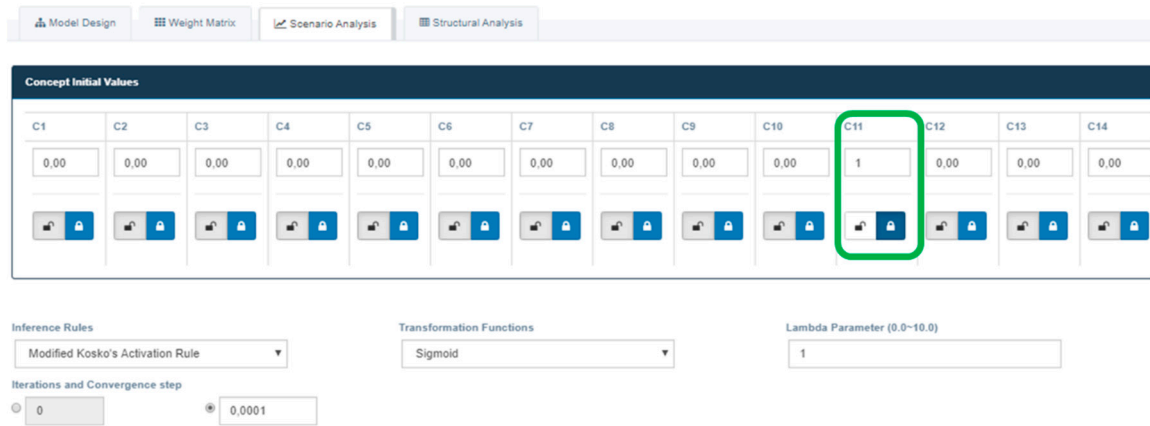 Model Design Weight Matrix Scenario Analysis Structural Analysis
Concept Initial Values
C1 C2 C3 C4 C5 C6 C7 C8 C9 C10 C11 C12 C13 C14
0,00 0,00 0,00 0,00 0,00 0,00 0,00 0,00 0,00 0,00 1 0,00 0,00 0,00
Inference Rules Transformation Functions Lambda Parameter (0.0~10.0)
Modified Kosko's Activation Rule Sigmoid 1
Iterations and Convergence step
0 0,0001